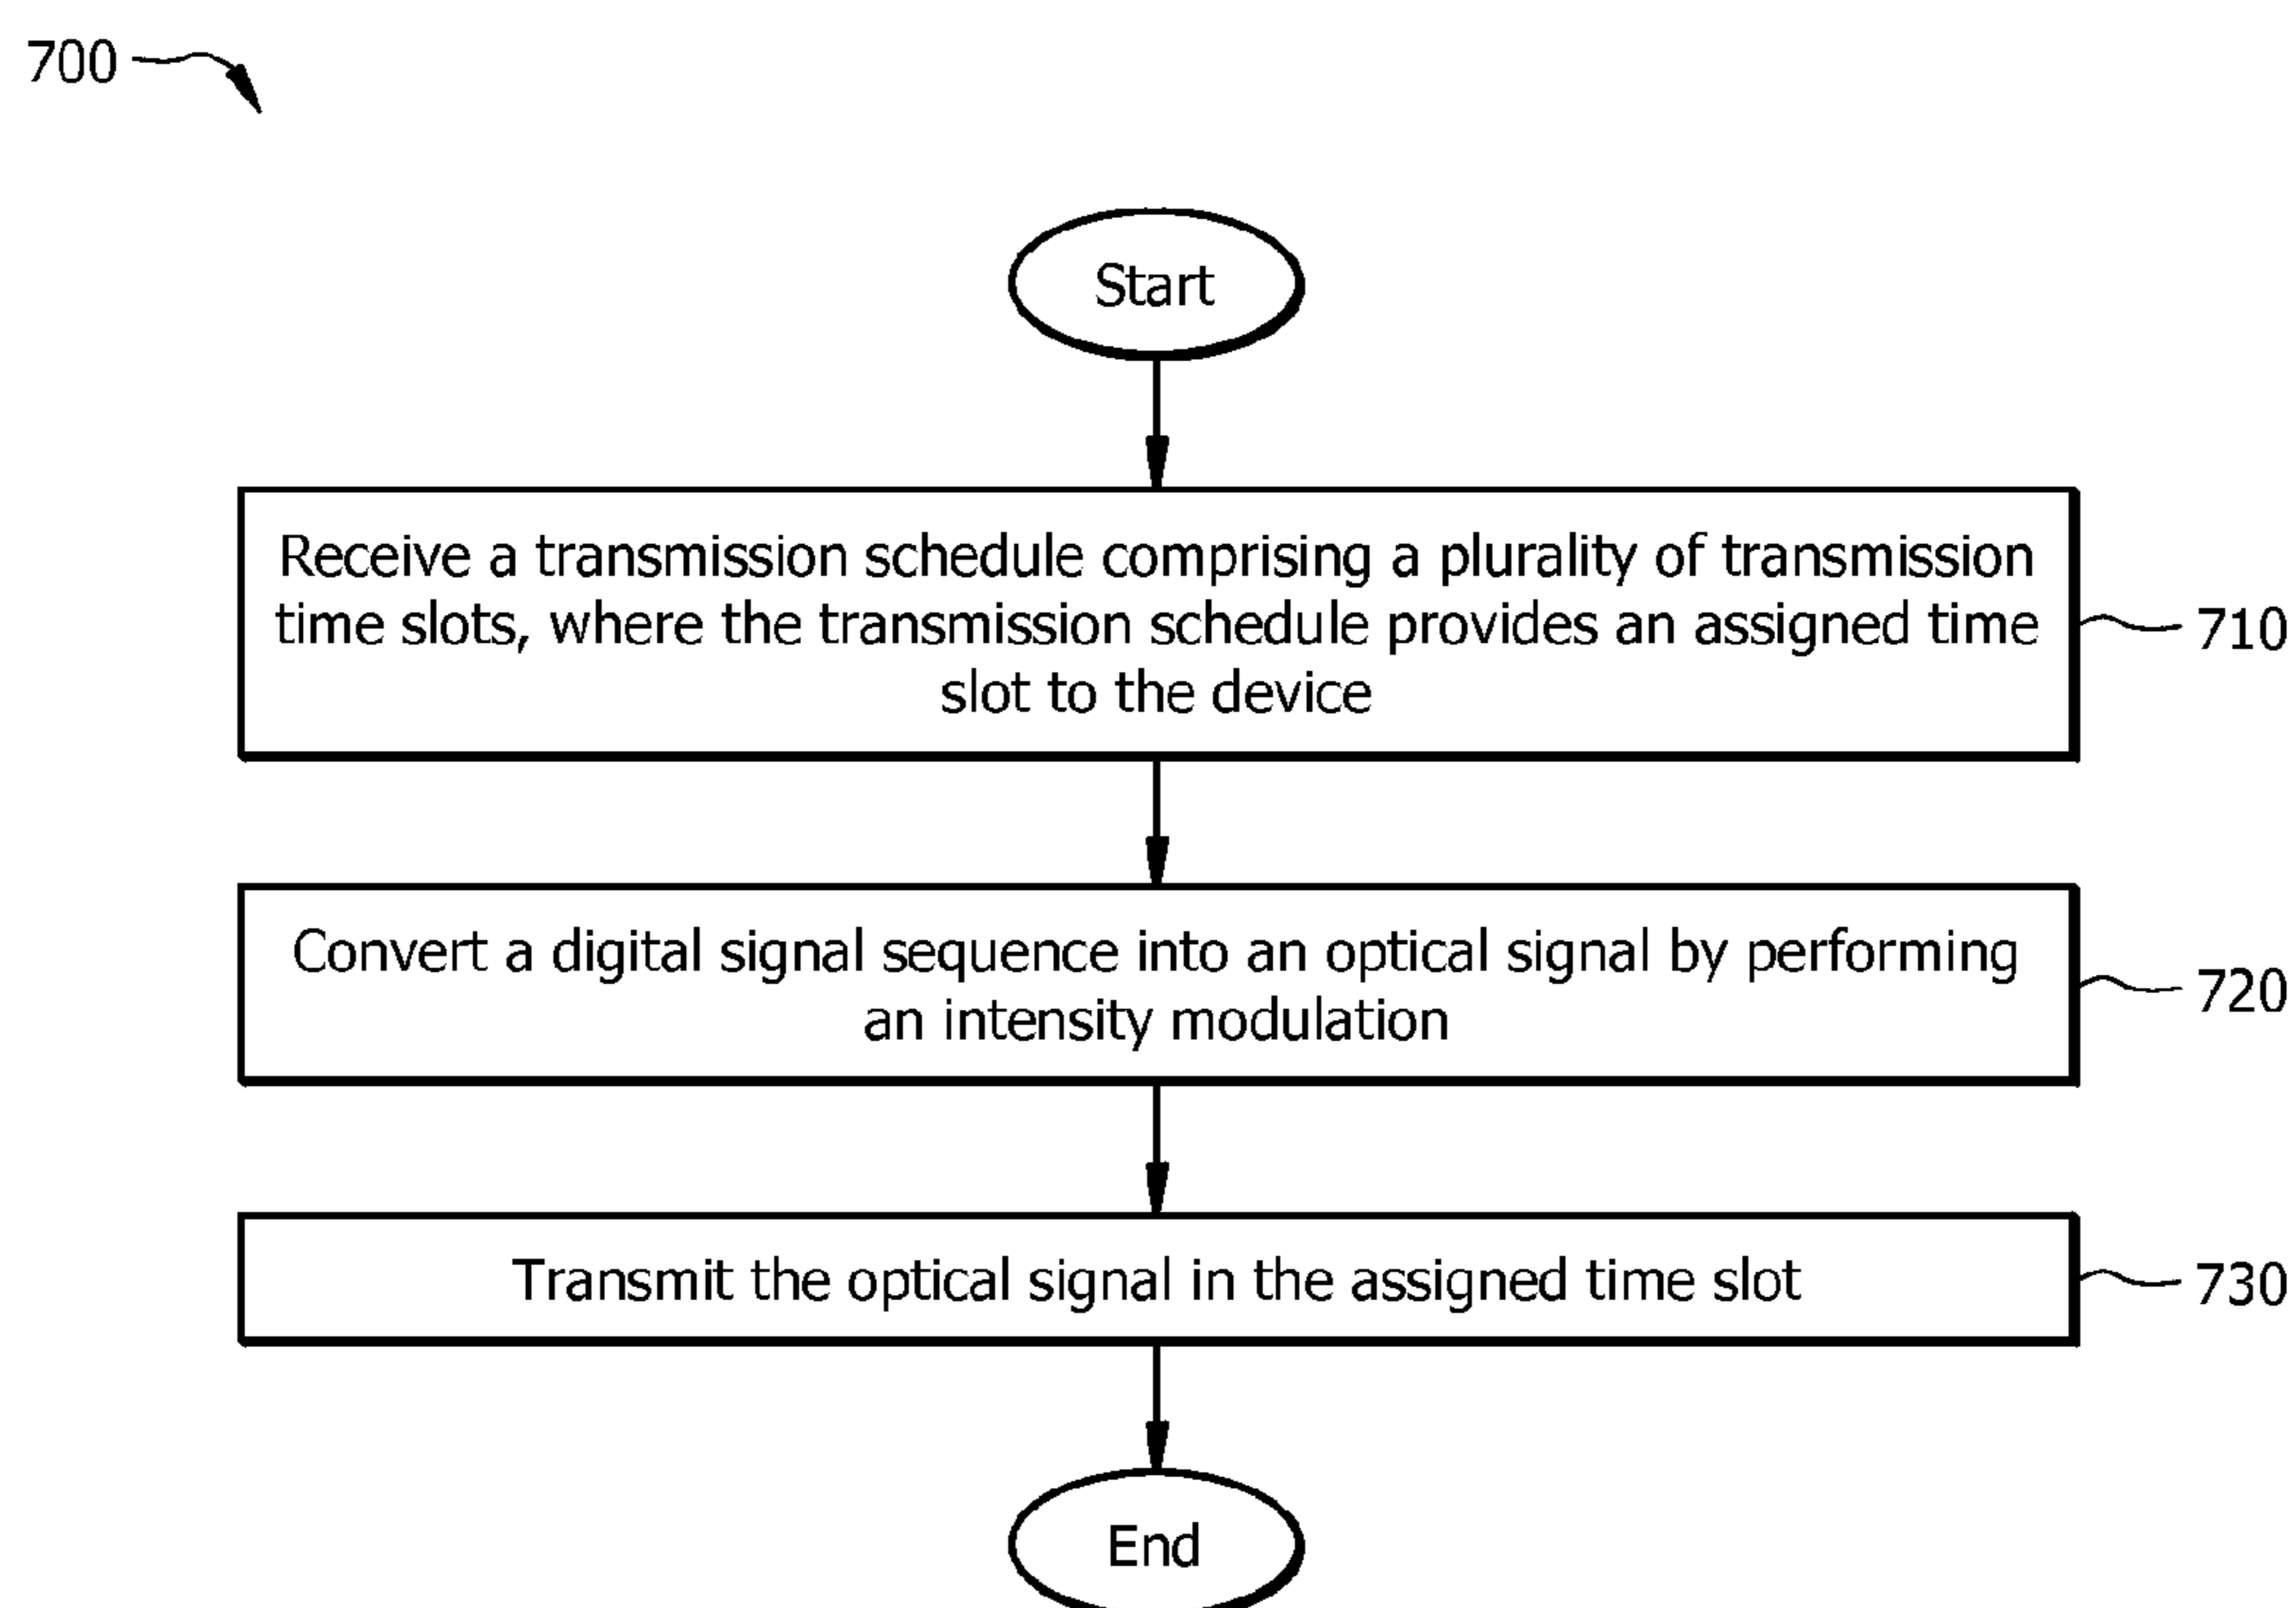 700
Start
Receive a transmission schedule comprising a plurality of transmission
time slots, where the transmission schedule provides an assigned time
slot to the device
710
Convert a digital signal sequence into an optical signal by performing
an intensity modulation
720
Transmit the optical signal in the assigned time slot
730
End